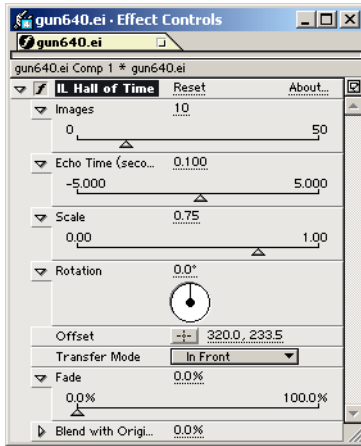 gun640.ei · Effect Controls
gun640.ei
gun640.ei Comp 1 * gun640.ei
IL Hall of Time Reset About...
Images 10
0 50
Echo Time (seco... 0.100
-5.000 5.000
Scale 0.75
0.00 1.00
Rotation 0.0°
Offset 320.0, 233.5
Transfer Mode In Front
Fade 0.0%
0.0% 100.0%
Blend with Origi... 0.0%